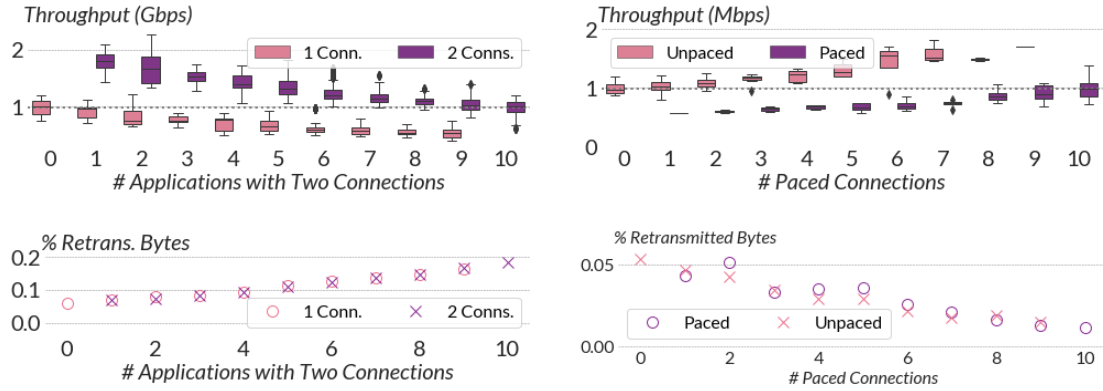 Throughput (Gbps)
2
1
1 Conn.
2 Conns.
0 1 2 3 4 5 6 7 8 9 10
# Applications with Two Connections
Throughput (Mbps)
2
1
0
Unpaced
Paced
0 1 2 3 4 5 6 7 8 9 10
# Paced Connections
% Retrans. Bytes
0.2
0.1
0.0
1 Conn.
2 Conns.
0 2 4 6 8 10
# Applications with Two Connections
% Retransmitted Bytes
0.05
0.00
Paced
Unpaced
0 2 4 6 8 10
# Paced Connections